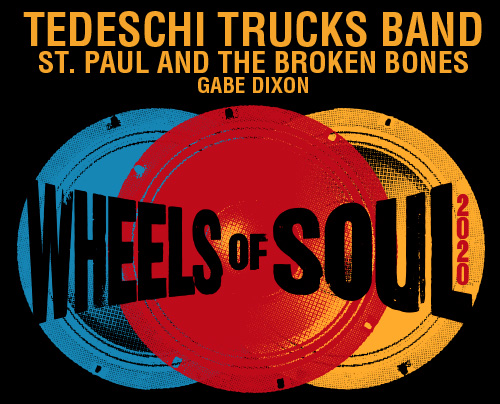 TEDESCHI TRUCKS BAND
ST. PAUL AND THE BROKEN BONES
GABE DIXON
WHEELS OF SOUL
2020